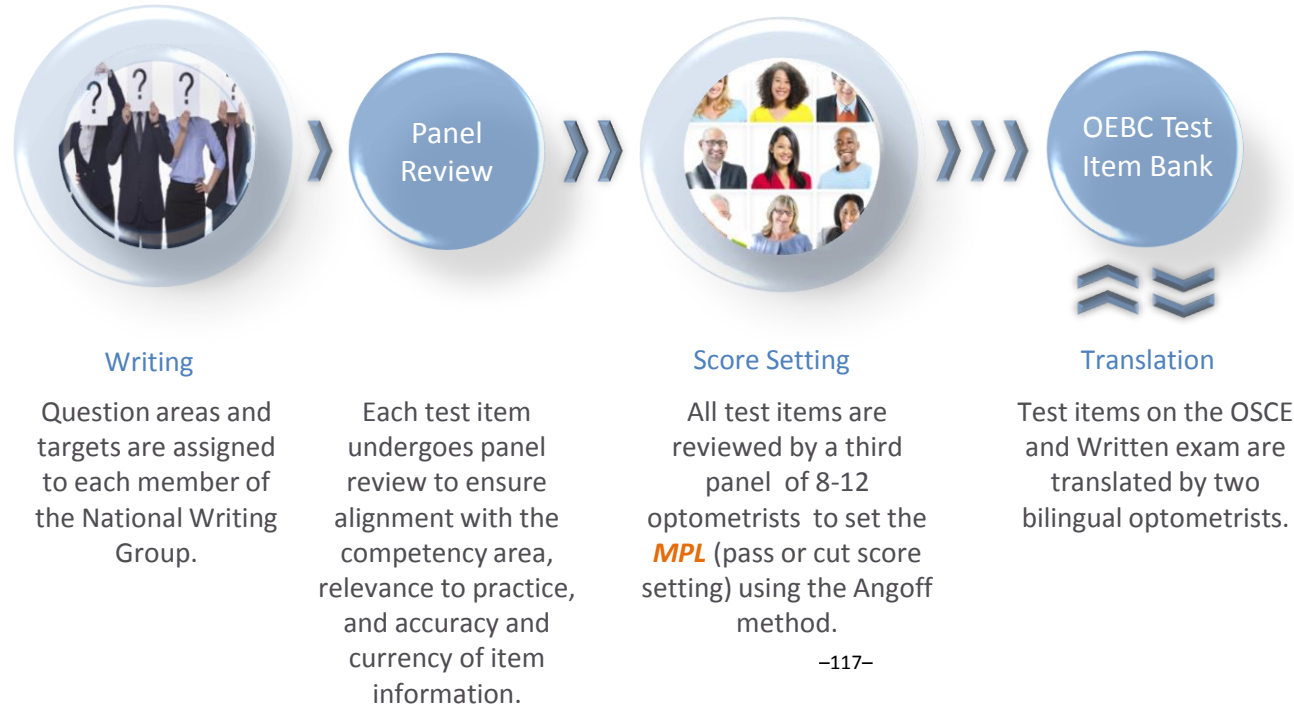 ? ? ? ?
Panel
Review
OEBC Test
Item Bank
Writing
Question areas and
targets are assigned
to each member of
the National Writing
Group.
Each test item
undergoes panel
review to ensure
alignment with the
competency area,
relevance to practice,
and accuracy and
currency of item
information.
Score Setting
All test items are
reviewed by a third
panel of 8-12
optometrists to set the
MPL (pass or cut score
setting) using the Angoff
method.
Translation
Test items on the OSCE
and Written exam are
translated by two
bilingual optometrists.
–117–